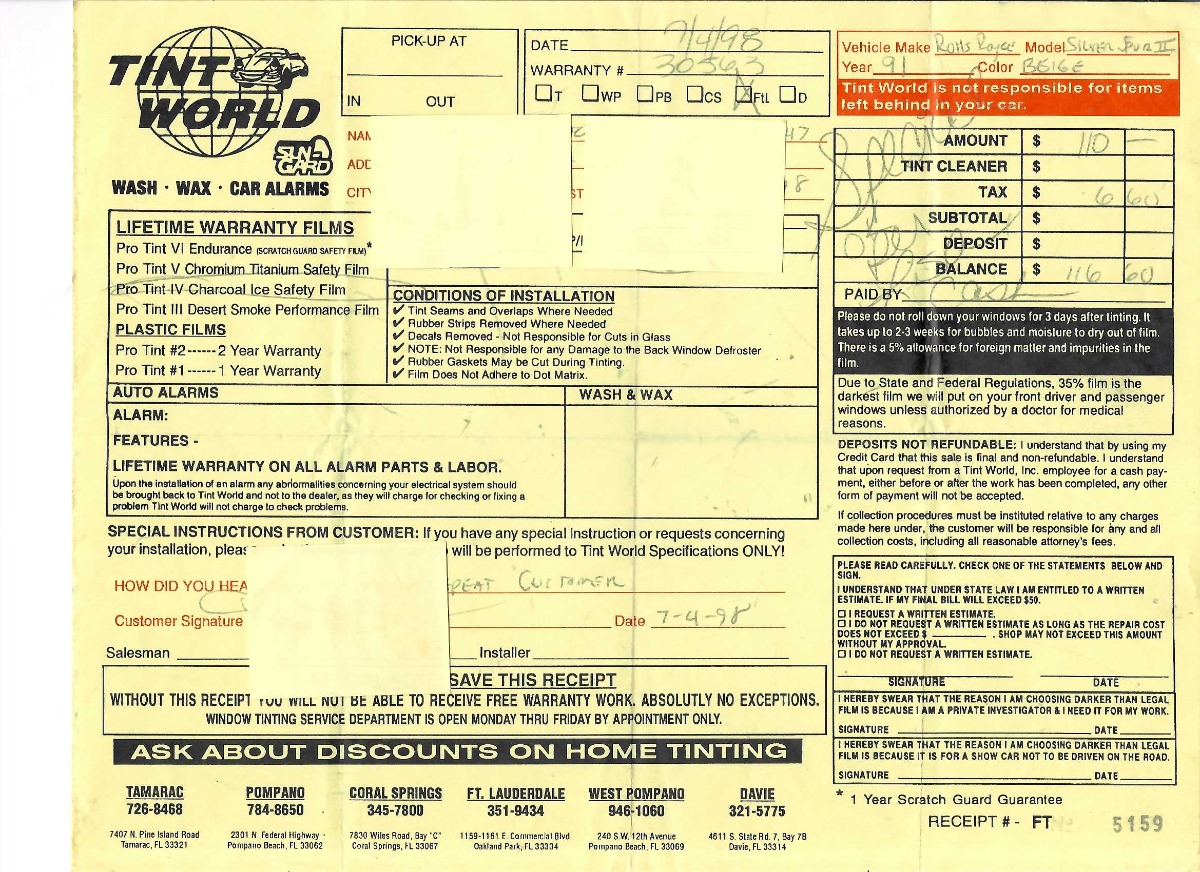 TINT WORLD
SUN-GARD
WASH · WAX · CAR ALARMS
PICK-UP AT
IN OUT
DATE 7/4/98
WARRANTY # 30563
☐T ☐WP ☐PB ☐CS ☒FtL ☐D
Vehicle Make Rolls Royce Model SILVER SPUR II
Year 91 Color BEIGE
Tint World is not responsible for items
left behind in your car.
NAM
47
ADD
CITY
ST
8
P/I
AMOUNT $ 110 —
TINT CLEANER $
TAX $ 6 60
SUBTOTAL $
DEPOSIT $
BALANCE $ 116 60
PAID BY Cash
Special
LIFETIME WARRANTY FILMS
Pro Tint VI Endurance (SCRATCH GUARD SAFETY FILM)*
Pro Tint V Chromium Titanium Safety Film
Pro Tint IV Charcoal Ice Safety Film
Pro Tint III Desert Smoke Performance Film
PLASTIC FILMS
Pro Tint #2------2 Year Warranty
Pro Tint #1------1 Year Warranty
CONDITIONS OF INSTALLATION
✔ Tint Seams and Overlaps Where Needed
✔ Rubber Strips Removed Where Needed
✔ Decals Removed - Not Responsible for Cuts in Glass
✔ NOTE: Not Responsible for any Damage to the Back Window Defroster
✔ Rubber Gaskets May be Cut During Tinting.
✔ Film Does Not Adhere to Dot Matrix.
Please do not roll down your windows for 3 days after tinting. It
takes up to 2-3 weeks for bubbles and moisture to dry out of film.
There is a 5% allowance for foreign matter and impurities in the
film.
Due to State and Federal Regulations, 35% film is the
darkest film we will put on your front driver and passenger
windows unless authorized by a doctor for medical
reasons.
AUTO ALARMS
WASH & WAX
ALARM:
FEATURES -
LIFETIME WARRANTY ON ALL ALARM PARTS & LABOR.
Upon the installation of an alarm any abriormalities concerning your electrical system should
be brought back to Tint World and not to the dealer, as they will charge for checking or fixing a
problem Tint World will not charge to check problems.
DEPOSITS NOT REFUNDABLE: I understand that by using my
Credit Card that this sale is final and non-refundable. I understand
that upon request from a Tint World, Inc. employee for a cash pay-
ment, either before or after the work has been completed, any other
form of payment will not be accepted.
If collection procedures must be instituted relative to any charges
made here under, the customer will be responsible for any and all
collection costs, including all reasonable attorney's fees.
SPECIAL INSTRUCTIONS FROM CUSTOMER: If you have any special instruction or requests concerning
your installation, pleas will be performed to Tint World Specifications ONLY!
HOW DID YOU HEA PEAT CUSTOMER
Customer Signature Date 7-4-98
Salesman Installer
PLEASE READ CAREFULLY. CHECK ONE OF THE STATEMENTS BELOW AND
SIGN.
I UNDERSTAND THAT UNDER STATE LAW I AM ENTITLED TO A WRITTEN
ESTIMATE. IF MY FINAL BILL WILL EXCEED $50.
☐ I REQUEST A WRITTEN ESTIMATE.
☐ I DO NOT REQUEST A WRITTEN ESTIMATE AS LONG AS THE REPAIR COST
DOES NOT EXCEED $ . SHOP MAY NOT EXCEED THIS AMOUNT
WITHOUT MY APPROVAL.
☐ I DO NOT REQUEST A WRITTEN ESTIMATE.
SIGNATURE DATE
I HEREBY SWEAR THAT THE REASON I AM CHOOSING DARKER THAN LEGAL
FILM IS BECAUSE I AM A PRIVATE INVESTIGATOR & I NEED IT FOR MY WORK.
SIGNATURE DATE
I HEREBY SWEAR THAT THE REASON I AM CHOOSING DARKER THAN LEGAL
FILM IS BECAUSE IT IS FOR A SHOW CAR NOT TO BE DRIVEN ON THE ROAD.
SIGNATURE DATE
SAVE THIS RECEIPT
WITHOUT THIS RECEIPT YOU WILL NOT BE ABLE TO RECEIVE FREE WARRANTY WORK. ABSOLUTELY NO EXCEPTIONS.
WINDOW TINTING SERVICE DEPARTMENT IS OPEN MONDAY THRU FRIDAY BY APPOINTMENT ONLY.
ASK ABOUT DISCOUNTS ON HOME TINTING
TAMARAC POMPANO CORAL SPRINGS FT. LAUDERDALE WEST POMPANO DAVIE
726-8468 784-8650 345-7800 351-9434 946-1060 321-5775
7407 N. Pine Island Road 2301 N. Federal Highway 7830 Wiles Road, Bay "C" 1159-1161 E. Commercial Blvd 240 S.W. 12th Avenue 4611 S. State Rd. 7, Bay 7B
Tamarac, FL 33321 Pompano Beach, FL 33062 Coral Springs, FL 33067 Oakland Park, FL 33334 Pompano Beach, FL 33069 Davie, FL 33314
* 1 Year Scratch Guard Guarantee
RECEIPT # - FT 5159